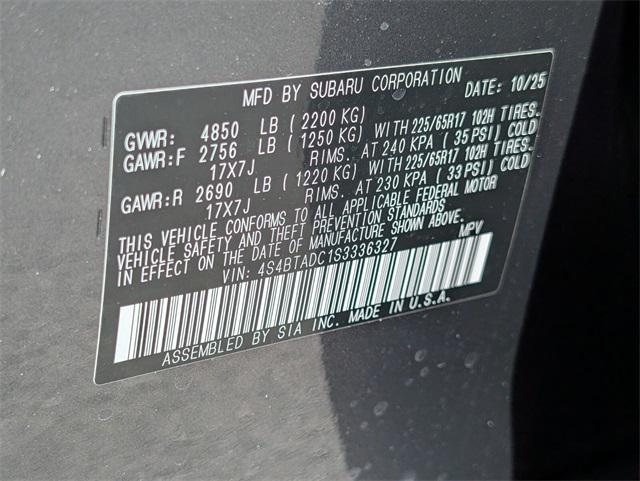 MFD BY SUBARU CORPORATION DATE: 10/25
GVWR: 4850 LB ( 2200 KG)
GAWR:F 2756 LB ( 1250 KG) WITH 225/65R17 102H TIRES.
17X7J RIMS. AT 240 KPA ( 35 PSI) COLD
GAWR:R 2690 LB ( 1220 KG) WITH 225/65R17 102H TIRES.
17X7J RIMS. AT 230 KPA ( 33 PSI) COLD
THIS VEHICLE CONFORMS TO ALL APPLICABLE FEDERAL MOTOR
VEHICLE SAFETY AND THEFT PREVENTION STANDARDS
IN EFFECT ON THE DATE OF MANUFACTURE SHOWN ABOVE.
VIN: 4S4BTADC1S3336327 MPV
ASSEMBLED BY SIA INC. MADE IN U.S.A.